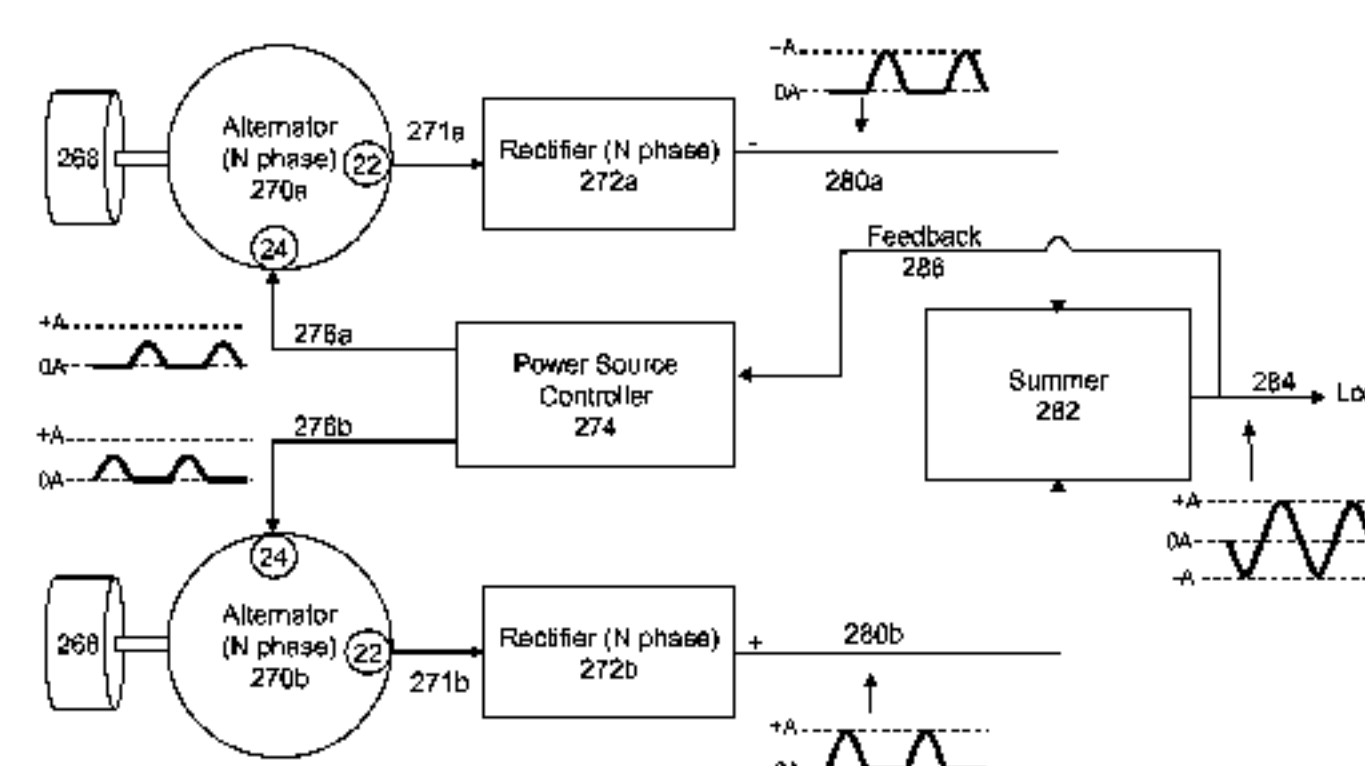 -A
0A
268
Alternator
(N phase)
270a
22
24
271a
Rectifier (N phase)
272a
-
280a
Feedback
286
+A
0A
276a
Power Source
Controller
274
Summer
282
284
+A
0A
276b
+A
0A
-A
268
24
Alternator
(N phase)
270b
22
271b
Rectifier (N phase)
272b
+
280b
+A